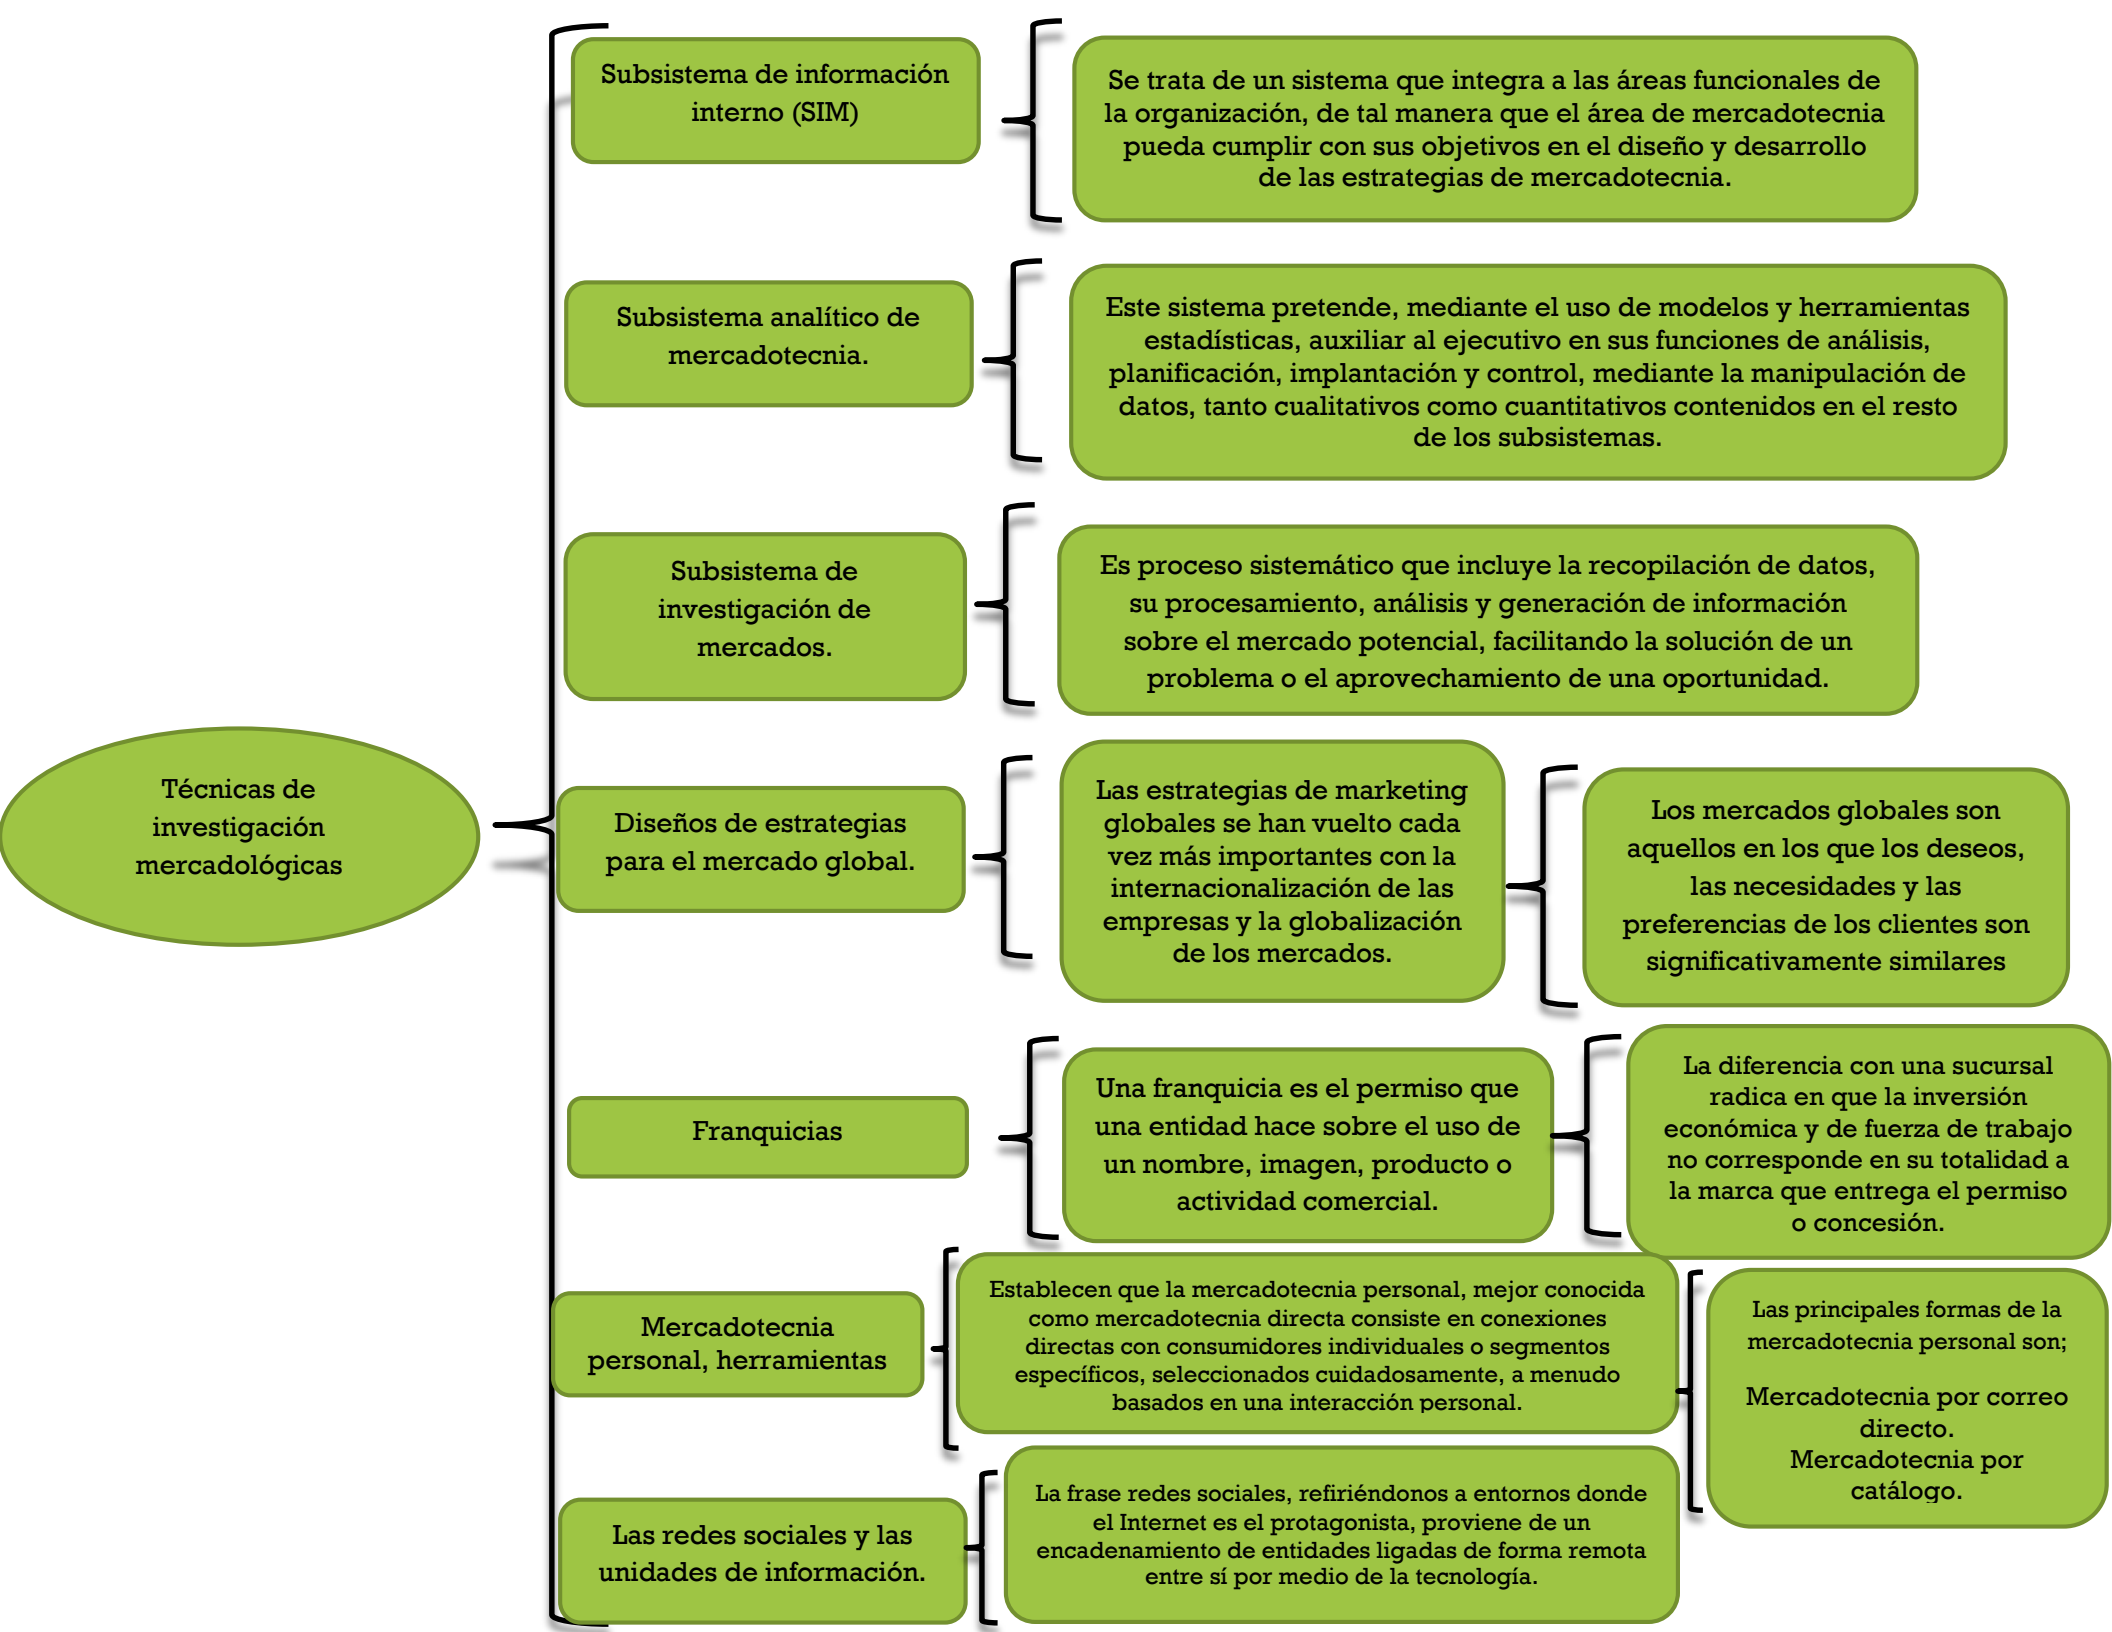 Subsistema de información
interno (SIM)
Se trata de un sistema que integra a las áreas funcionales de
la organización, de tal manera que el área de mercadotecnia
pueda cumplir con sus objetivos en el diseño y desarrollo
de las estrategias de mercadotecnia.
Subsistema analítico de
mercadotecnia.
Este sistema pretende, mediante el uso de modelos y herramientas
estadísticas, auxiliar al ejecutivo en sus funciones de análisis,
planificación, implantación y control, mediante la manipulación de
datos, tanto cualitativos como cuantitativos contenidos en el resto
de los subsistemas.
Subsistema de
investigación de
mercados.
Es proceso sistemático que incluye la recopilación de datos,
su procesamiento, análisis y generación de información
sobre el mercado potencial, facilitando la solución de un
problema o el aprovechamiento de una oportunidad.
Técnicas de
investigación
mercadológicas
Diseños de estrategias
para el mercado global.
Las estrategias de marketing
globales se han vuelto cada
vez más importantes con la
internacionalización de las
empresas y la globalización
de los mercados.
Los mercados globales son
aquellos en los que los deseos,
las necesidades y las
preferencias de los clientes son
significativamente similares
Franquicias
Una franquicia es el permiso que
una entidad hace sobre el uso de
un nombre, imagen, producto o
actividad comercial.
La diferencia con una sucursal
radica en que la inversión
económica y de fuerza de trabajo
no corresponde en su totalidad a
la marca que entrega el permiso
o concesión.
Mercadotecnia
personal, herramientas
Establecen que la mercadotecnia personal, mejor conocida
como mercadotecnia directa consiste en conexiones
directas con consumidores individuales o segmentos
específicos, seleccionados cuidadosamente, a menudo
basados en una interacción personal.
Las principales formas de la
mercadotecnia personal son;
Mercadotecnia por correo
directo.
Mercadotecnia por
catálogo.
Las redes sociales y las
unidades de información.
La frase redes sociales, refiriéndonos a entornos donde
el Internet es el protagonista, proviene de un
encadenamiento de entidades ligadas de forma remota
entre sí por medio de la tecnología.